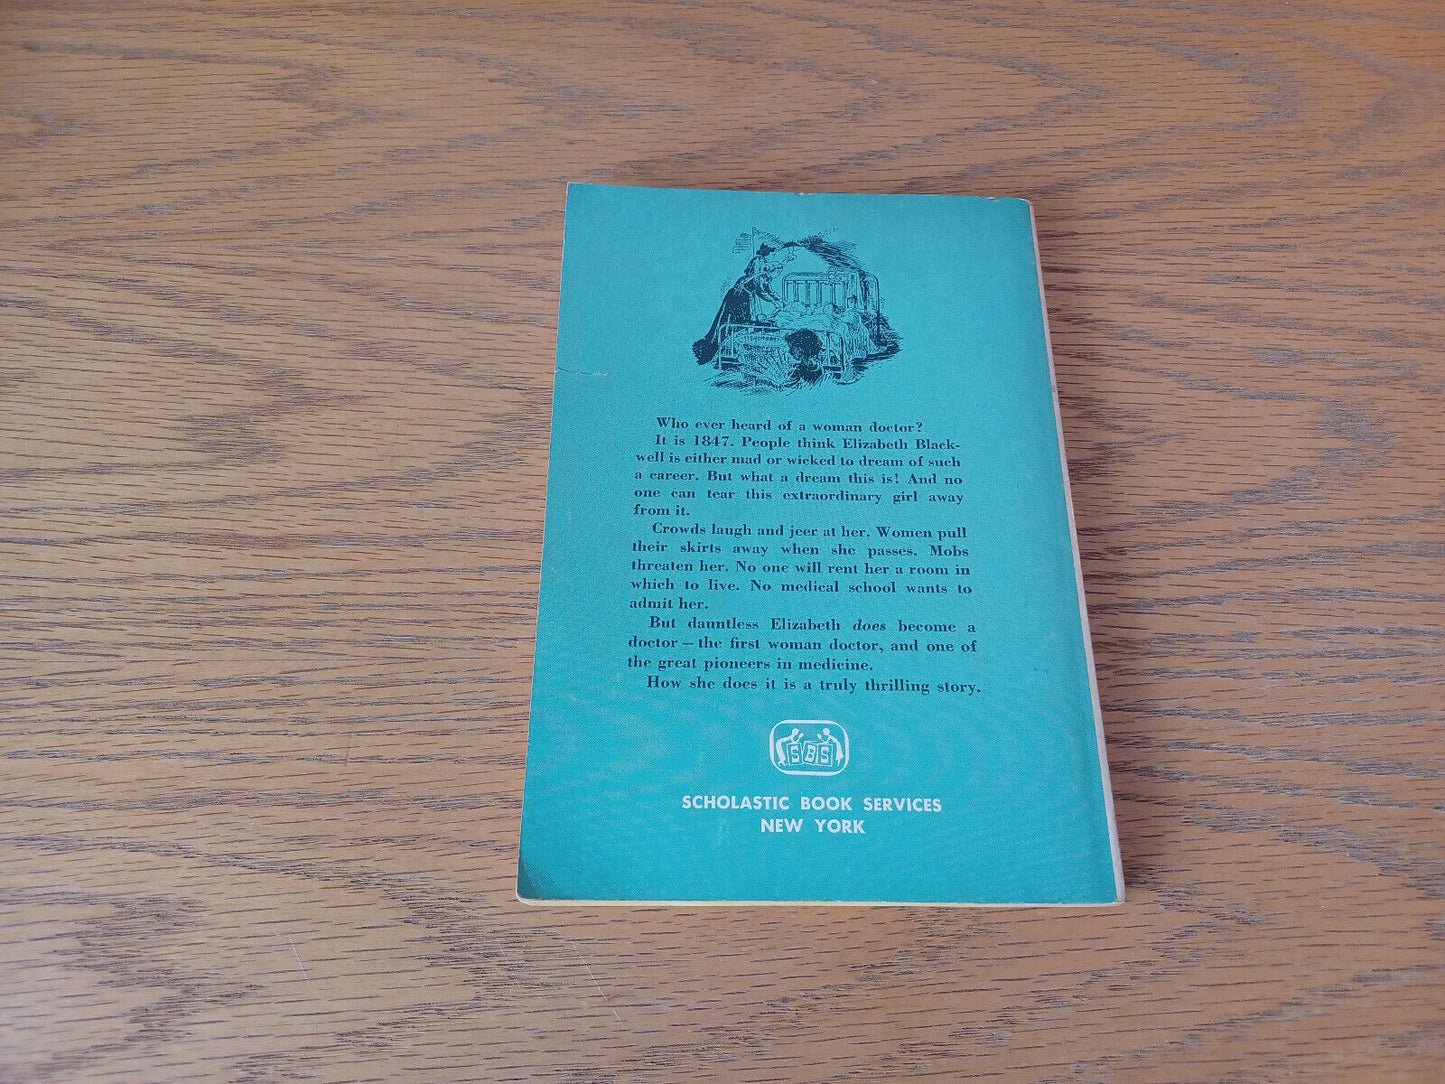 Who ever heard of a woman doctor?
It is 1847. People think Elizabeth Black-
well is either mad or wicked to dream of such
a career. But what a dream this is! And no
one can tear this extraordinary girl away
from it.
Crowds laugh and jeer at her. Women pull
their skirts away when she passes. Mobs
threaten her. No one will rent her a room in
which to live. No medical school wants to
admit her.
But dauntless Elizabeth does become a
doctor — the first woman doctor, and one of
the great pioneers in medicine.
How she does it is a truly thrilling story.
SBS
SCHOLASTIC BOOK SERVICES
NEW YORK